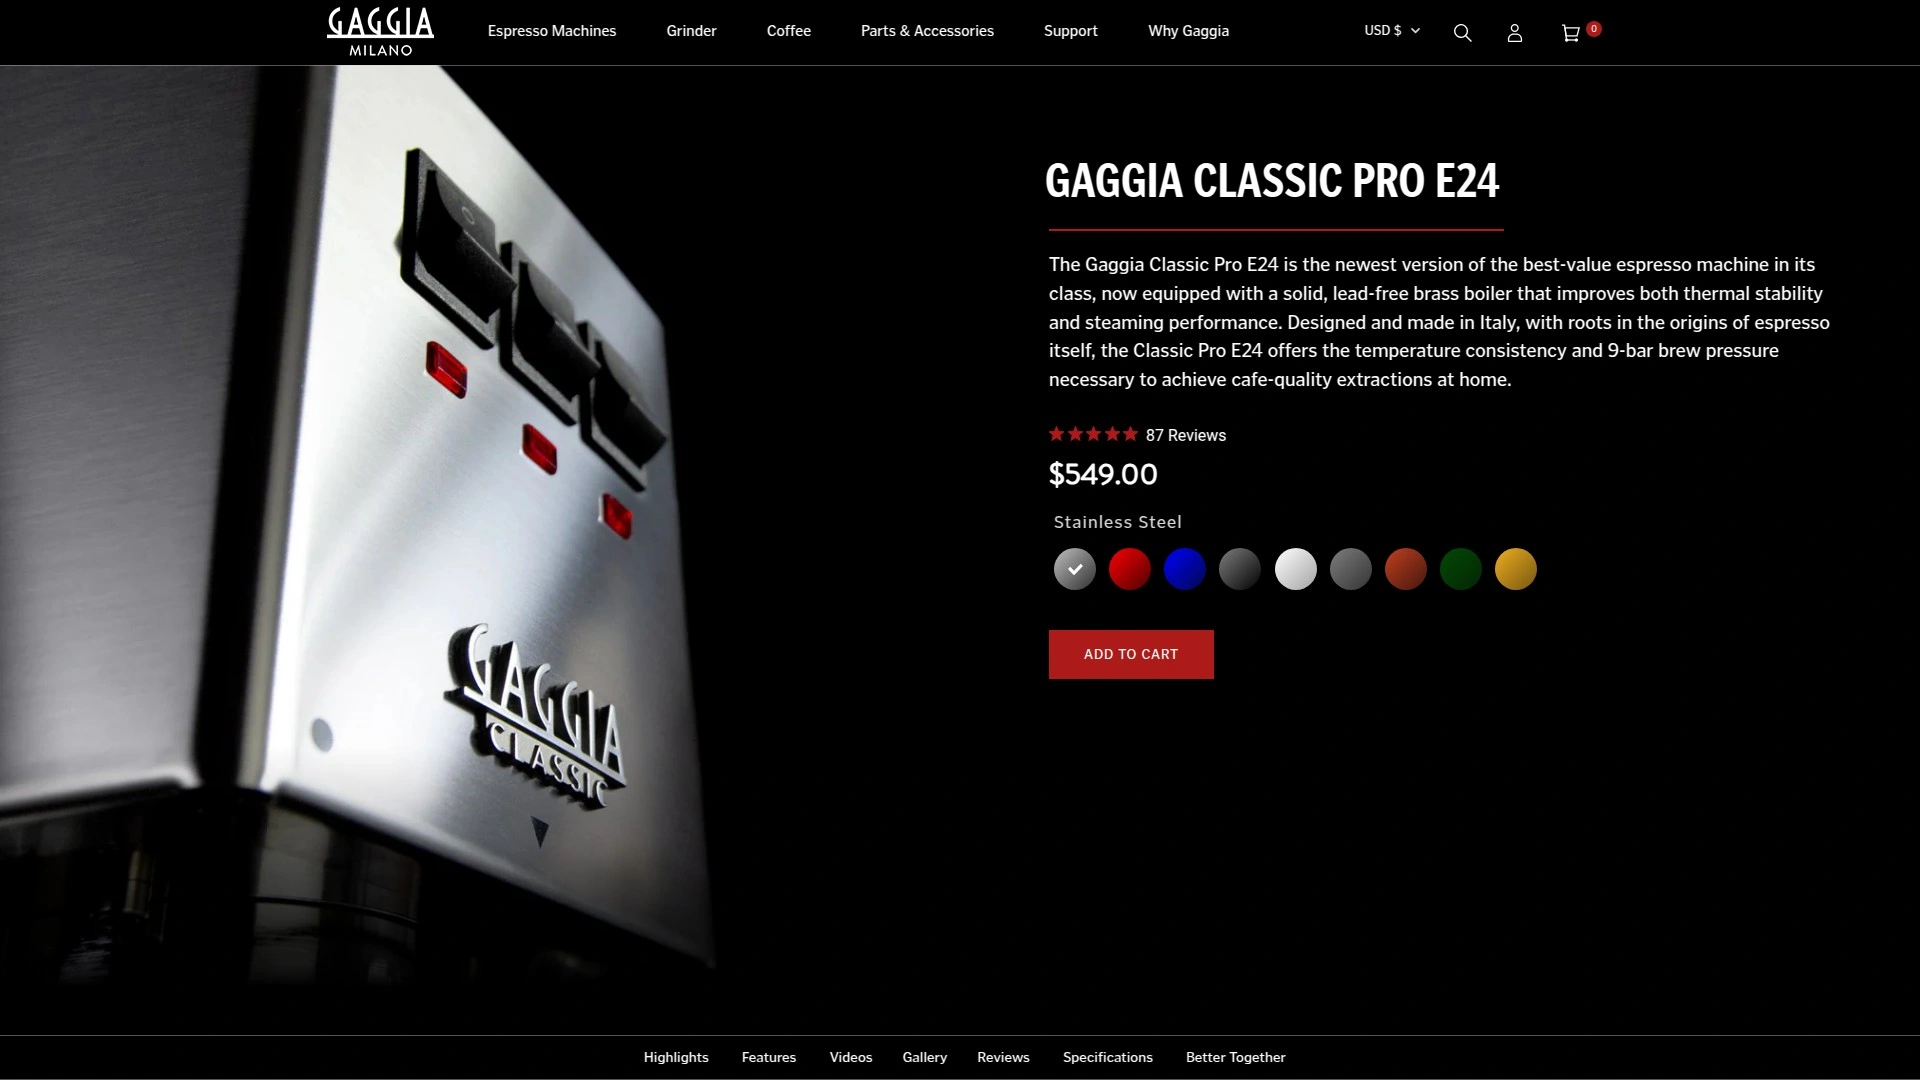 GAGGIA
MILANO
Espresso Machines
Grinder
Coffee
Parts & Accessories
Support
Why Gaggia
USD $
0
GAGGIA CLASSIC PRO E24
The Gaggia Classic Pro E24 is the newest version of the best-value espresso machine in its
class, now equipped with a solid, lead-free brass boiler that improves both thermal stability
and steaming performance. Designed and made in Italy, with roots in the origins of espresso
itself, the Classic Pro E24 offers the temperature consistency and 9-bar brew pressure
necessary to achieve cafe-quality extractions at home.
87 Reviews
$549.00
Stainless Steel
ADD TO CART
GAGGIA
CLASSIC
Highlights
Features
Videos
Gallery
Reviews
Specifications
Better Together